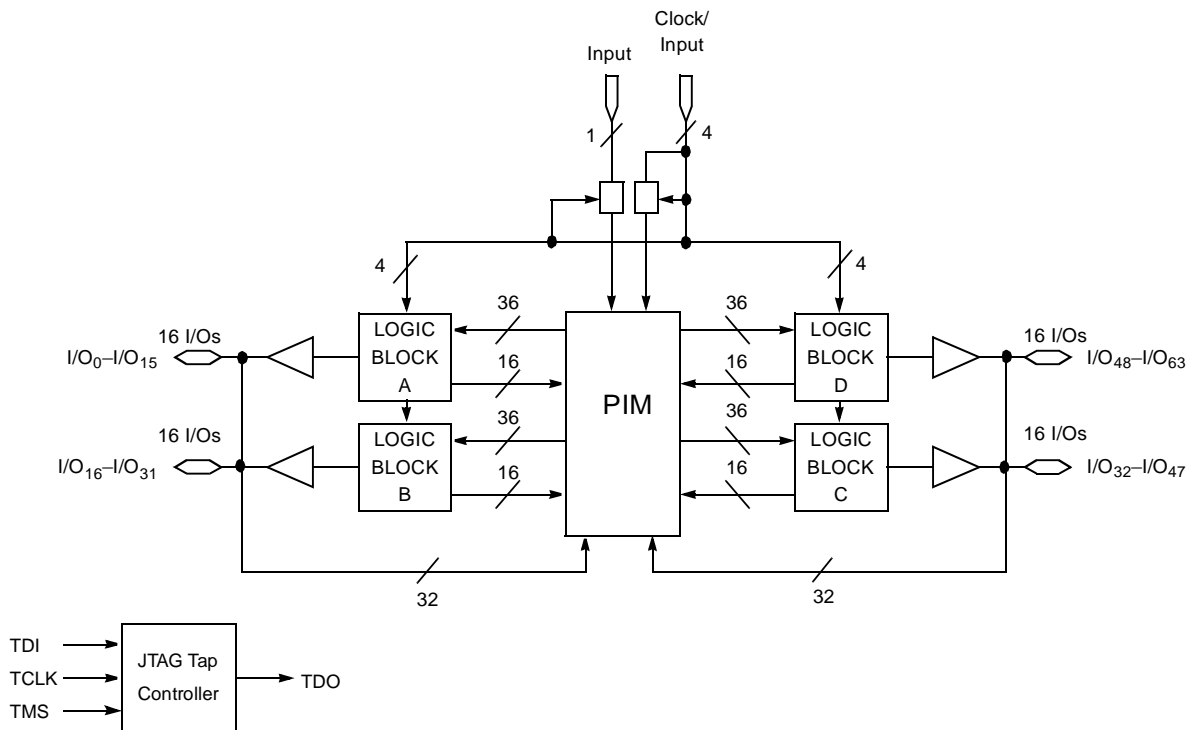 Clock/
Input
Input
1
4
4
4
36
LOGIC
BLOCK
A
16
36
LOGIC
BLOCK
D
16
16 I/Os
I/O0–I/O15
16 I/Os
I/O48–I/O63
PIM
36
LOGIC
BLOCK
B
16
36
LOGIC
BLOCK
C
16
16 I/Os
I/O16–I/O31
16 I/Os
I/O32–I/O47
32
32
TDI
TCLK
TMS
JTAG Tap
Controller
TDO